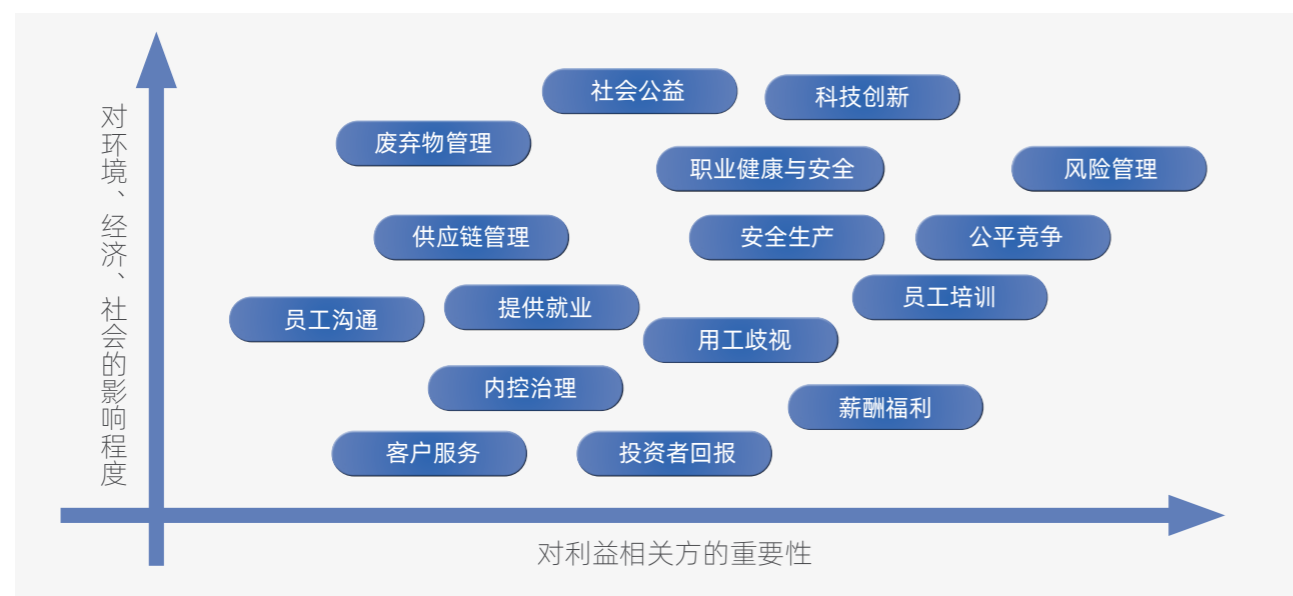 对环境、经济、社会的影响程度
社会公益
科技创新
废弃物管理
职业健康与安全
风险管理
供应链管理
安全生产
公平竞争
员工培训
提供就业
员工沟通
用工歧视
内控治理
薪酬福利
客户服务
投资者回报
对利益相关方的重要性